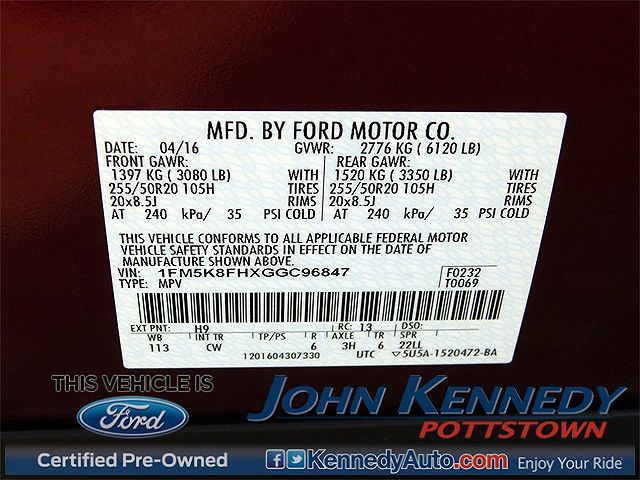 MFD. BY FORD MOTOR CO.
DATE: 04/16 GVWR: 2776 KG ( 6120 LB)
FRONT GAWR: REAR GAWR:
1397 KG ( 3080 LB) WITH 1520 KG ( 3350 LB) WITH
255/50R20 105H TIRES 255/50R20 105H TIRES
20x8.5J RIMS 20x8.5J RIMS
AT 240 kPa/ 35 PSI COLD AT 240 kPa/ 35 PSI COLD
THIS VEHICLE CONFORMS TO ALL APPLICABLE FEDERAL MOTOR
VEHICLE SAFETY STANDARDS IN EFFECT ON THE DATE OF
MANUFACTURE SHOWN ABOVE.
VIN: 1FM5K8FHXGGC96847 F0232
TYPE: MPV T0069
EXT PNT: H9 RC: 13 DSO:
WB INT TR TP/PS R AXLE TR SPR
113 CW 6 3H 6 22LL
1201604307330 UTC ▽5U5A-1520472-BA
THIS VEHICLE IS
Ford
Certified Pre-Owned
JOHN KENNEDY
POTTSTOWN
KennedyAuto.com Enjoy Your Ride